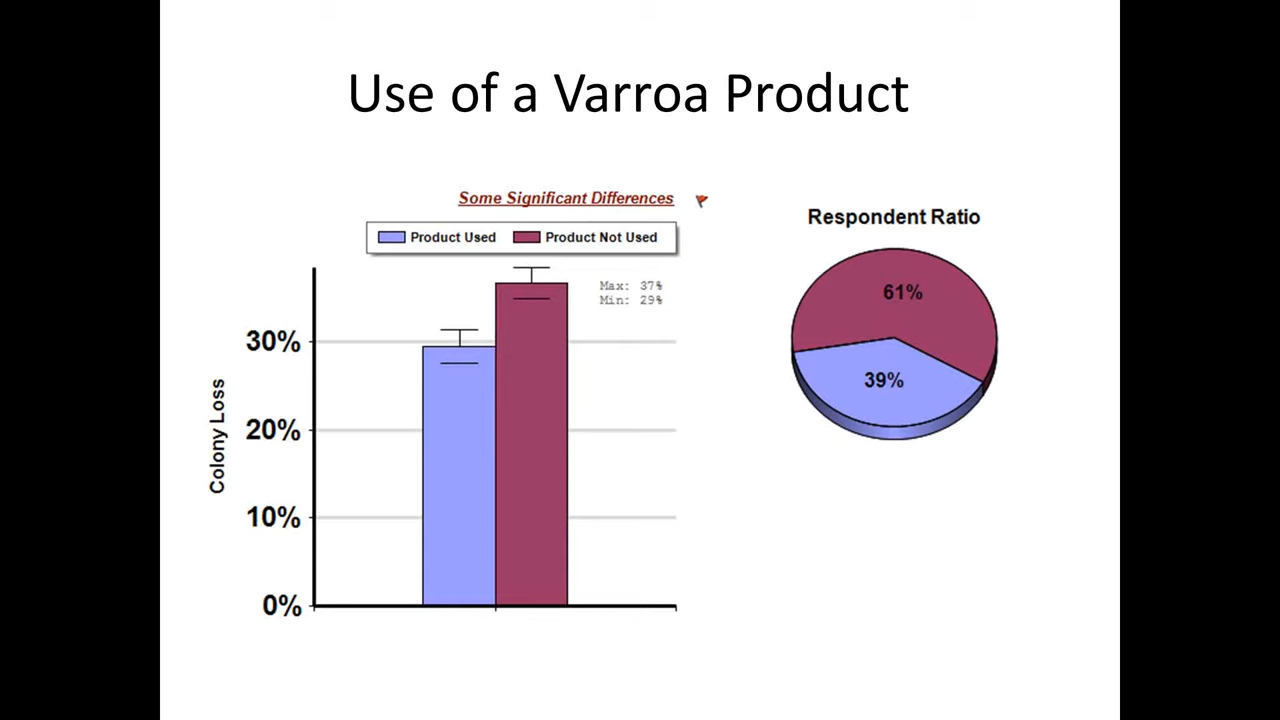 Use of a Varroa Product
Some Significant Differences
Product Used
Product Not Used
Max: 37%
Min: 29%
30%
20%
10%
0%
Colony Loss
Respondent Ratio
61%
39%